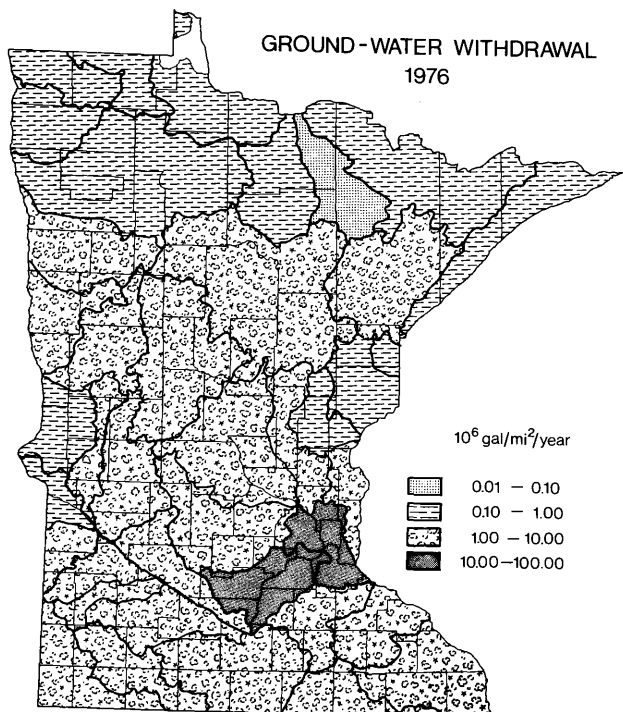 GROUND-WATER WITHDRAWAL
1976
10⁶ gal/mi²/year
0.01 – 0.10
0.10 – 1.00
1.00 – 10.00
10.00–100.00